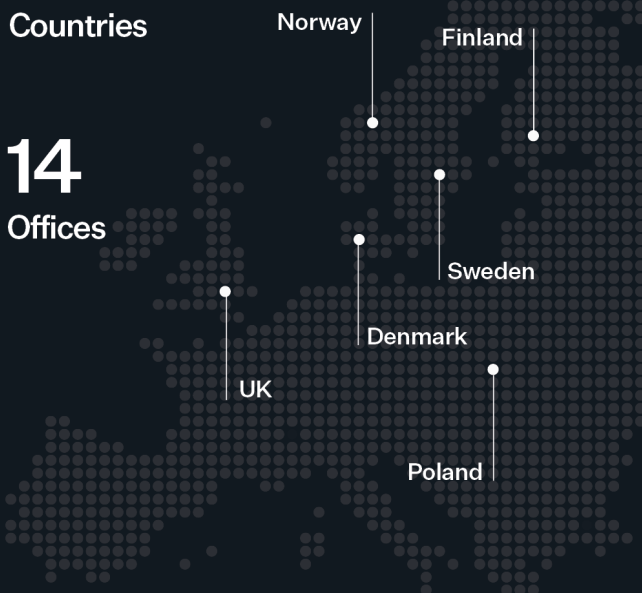 Countries
Norway
Finland
14
Offices
Sweden
Denmark
UK
Poland